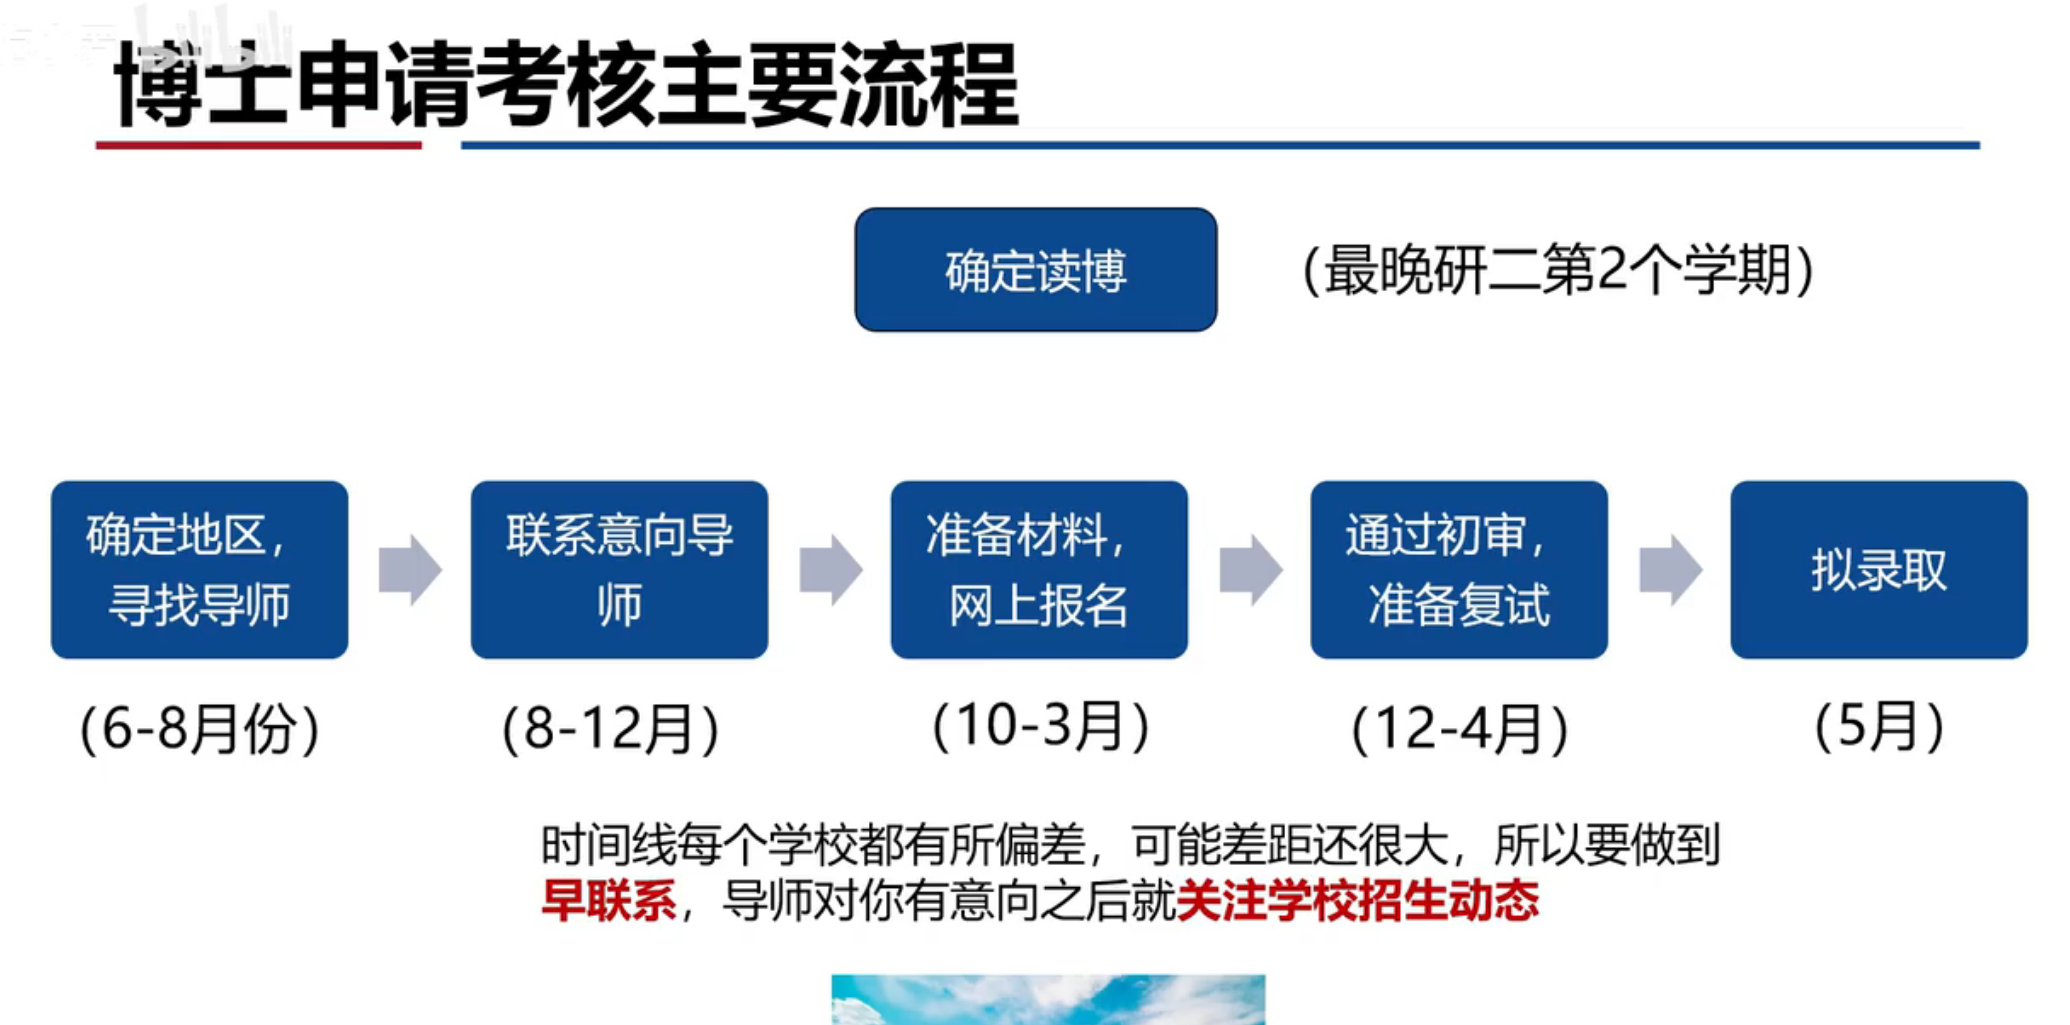 博士申请考核主要流程
确定读博
（最晚研二第2个学期）
确定地区，
寻找导师
联系意向导
师
准备材料，
网上报名
通过初审，
准备复试
拟录取
（6-8月份）
（8-12月）
（10-3月）
（12-4月）
（5月）
时间线每个学校都有所偏差，可能差距还很大，所以要做到
早联系，导师对你有意向之后就关注学校招生动态